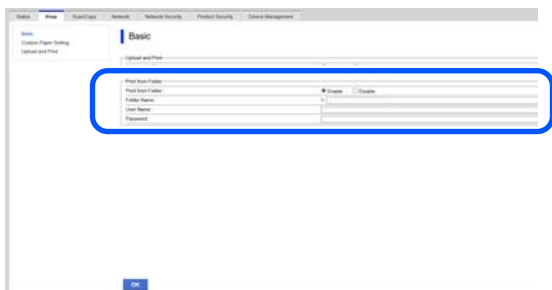 Status Print Scan/Copy Network Network Security Product Security Device Management
Basic
Custom Paper Setting
Upload and Print
Basic
Upload and Print
Print from Folder
Print from Folder : Enable Disable
Folder Name :
User Name :
Password :
OK